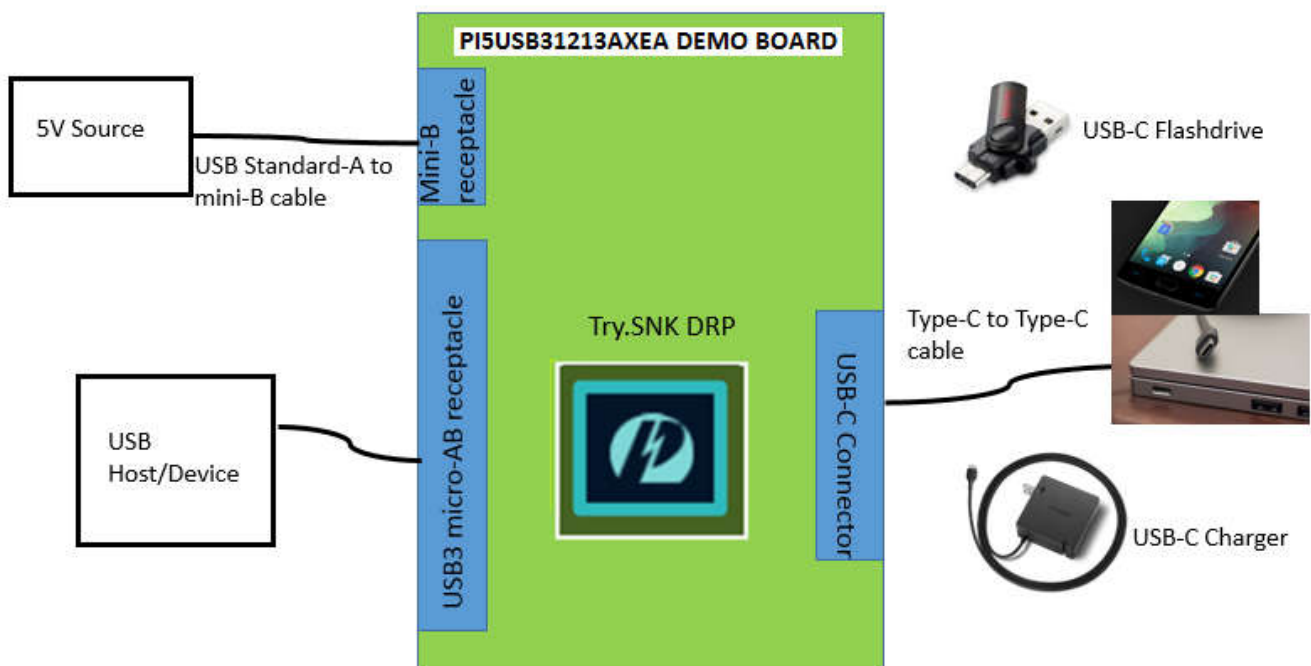 PI5USB31213AXEA DEMO BOARD
5V Source
USB Standard-A to
mini-B cable
Mini-B
receptacle
USB-C Flashdrive
Try.SNK DRP
Type-C to Type-C
cable
USB
Host/Device
USB3 micro-AB receptacle
USB-C Connector
USB-C Charger